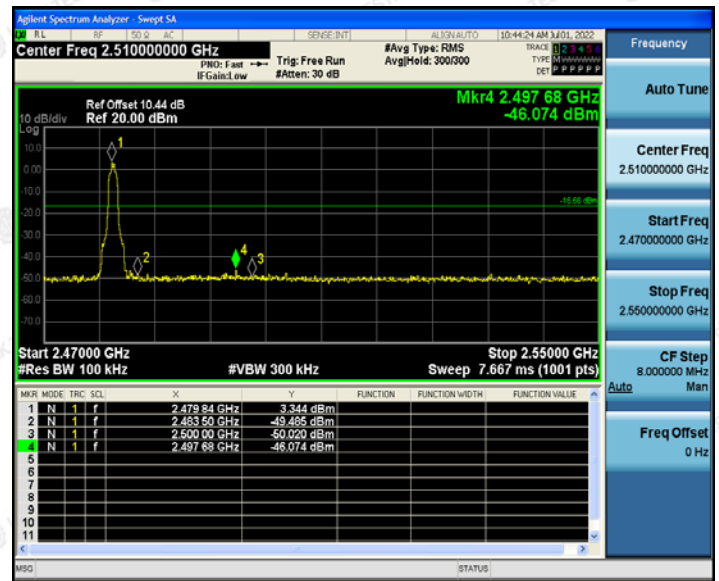 Agilent Spectrum Analyzer - Swept SA
RL RF 50 Ω AC SENSE:INT ALIGNAUTO 10:44:24 AM Jul 01, 2022
Center Freq 2.510000000 GHz
PNO: Fast
IFGain:Low
Trig: Free Run
#Atten: 30 dB
#Avg Type: RMS
Avg|Hold: 300/300
TRACE 1 2 3 4 5 6
TYPE M WWWWW
DET P P P P P P
Ref Offset 10.44 dB
Ref 20.00 dBm
10 dB/div
Log
Mkr4 2.497 68 GHz
-46.074 dBm
10.0
0.00
-10.0
-20.0
-30.0
-40.0
-50.0
-60.0
-70.0
1
2
4
3
-16.66 dBm
Start 2.47000 GHz Stop 2.55000 GHz
#Res BW 100 kHz #VBW 300 kHz Sweep 7.667 ms (1001 pts)
MKR MODE TRC SCL X Y FUNCTION FUNCTION WIDTH FUNCTION VALUE
1 N 1 f 2.479 84 GHz 3.344 dBm
2 N 1 f 2.483 50 GHz -49.485 dBm
3 N 1 f 2.500 00 GHz -50.020 dBm
4 N 1 f 2.497 68 GHz -46.074 dBm
5
6
7
8
9
10
11
MSG STATUS
Frequency
Auto Tune
Center Freq
2.510000000 GHz
Start Freq
2.470000000 GHz
Stop Freq
2.550000000 GHz
CF Step
8.000000 MHz
Auto Man
Freq Offset
0 Hz